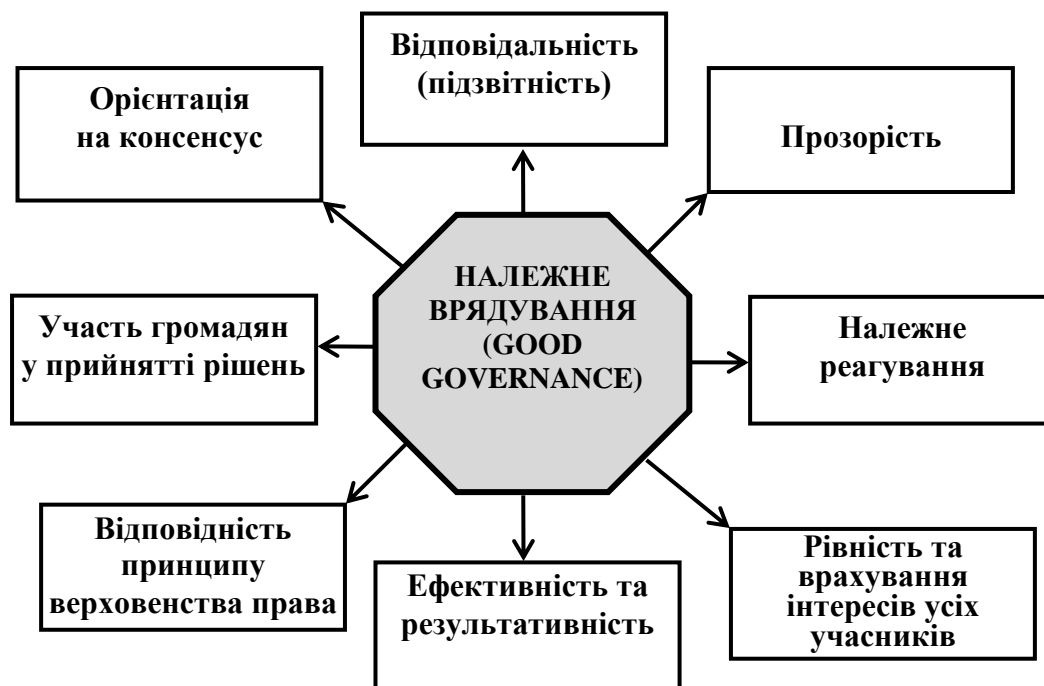 Відповідальність
(підзвітність)
Орієнтація
на консенсус
Прозорість
НАЛЕЖНЕ
ВРЯДУВАННЯ
(GOOD
GOVERNANCE)
Участь громадян
у прийнятті рішень
Належне
реагування
Відповідність
принципу
верховенства права
Ефективність та
результативність
Рівність та
врахування
інтересів усіх
учасників